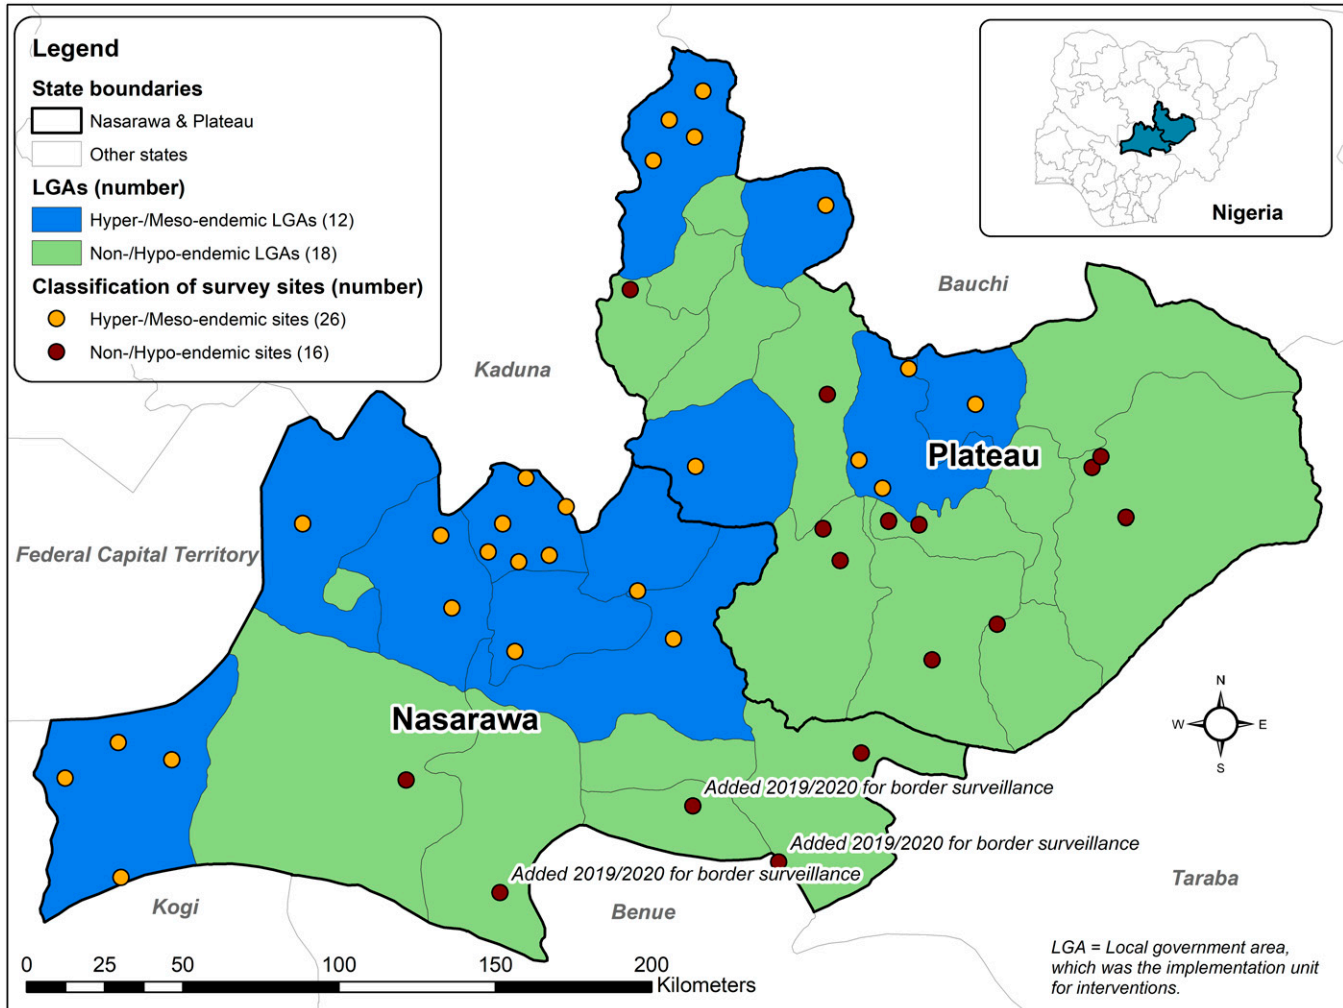 Legend
State boundaries
Nasarawa & Plateau
Other states
LGAs (number)
Hyper-/Meso-endemic LGAs (12)
Non-/Hypo-endemic LGAs (18)
Classification of survey sites (number)
Hyper-/Meso-endemic sites (26)
Non-/Hypo-endemic sites (16)
Nigeria
Bauchi
Kaduna
Plateau
Federal Capital Territory
Nasarawa
N
W
E
S
Added 2019/2020 for border surveillance
Added 2019/2020 for border surveillance
Added 2019/2020 for border surveillance
Taraba
Kogi
Benue
LGA = Local government area,
which was the implementation unit
for interventions.
0 25 50 100 150 200
Kilometers